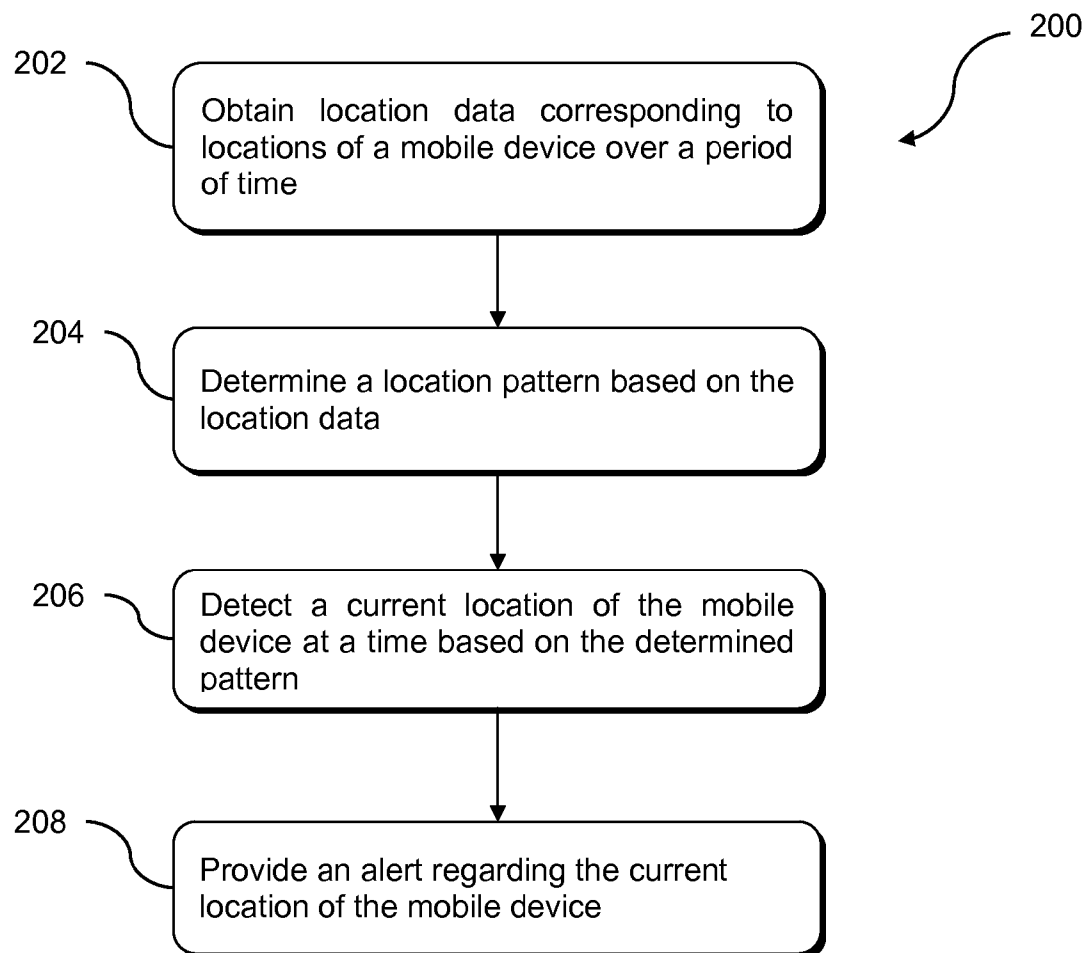 200
202
Obtain location data corresponding to
locations of a mobile device over a period
of time
204
Determine a location pattern based on the
location data
206
Detect a current location of the mobile
device at a time based on the determined
pattern
208
Provide an alert regarding the current
location of the mobile device